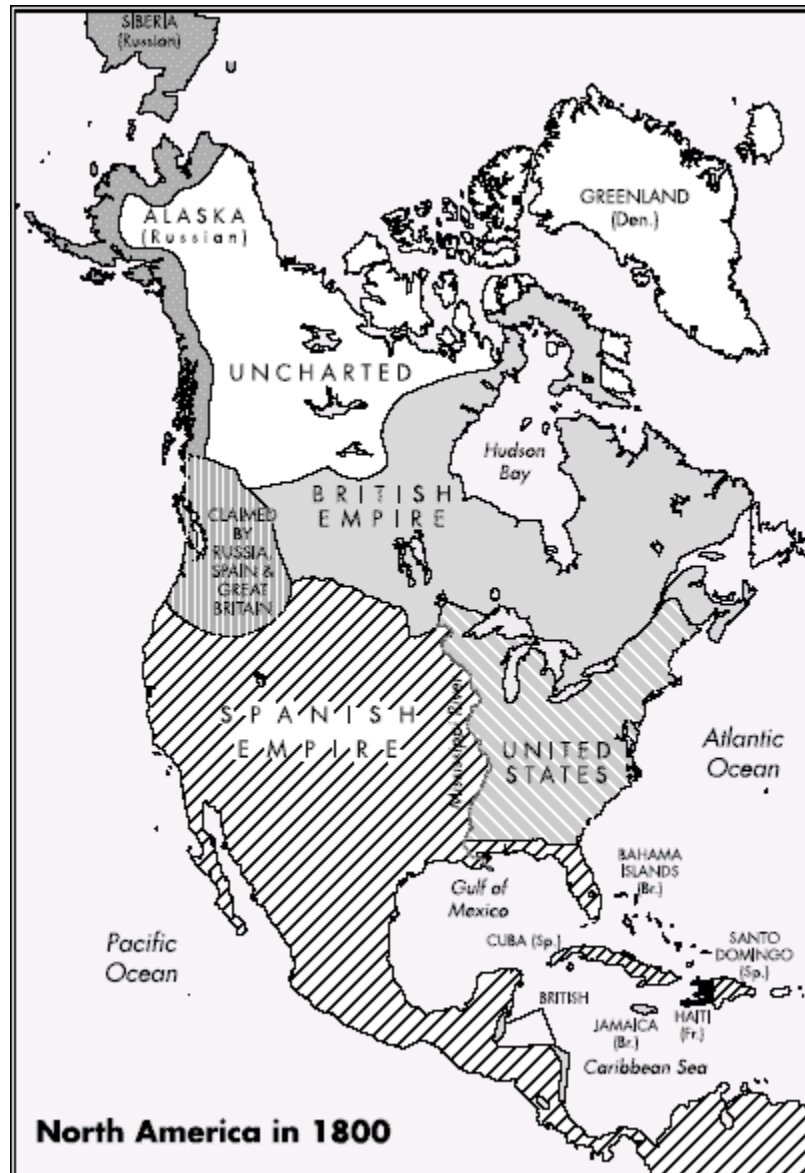 SIBERIA
(Russian)
ALASKA
(Russian)
GREENLAND
(Den.)
UNCHARTED
Hudson
Bay
BRITISH
EMPIRE
CLAIMED
BY
RUSSIA,
SPAIN &
GREAT
BRITAIN
SPANISH
EMPIRE
Mississippi River
UNITED
STATES
Atlantic
Ocean
BAHAMA
ISLANDS
(Br.)
Gulf of
Mexico
Pacific
Ocean
CUBA (Sp.)
SANTO
DOMINGO
(Sp.)
BRITISH
JAMAICA
(Br.)
HAITI
(Fr.)
Caribbean Sea
North America in 1800